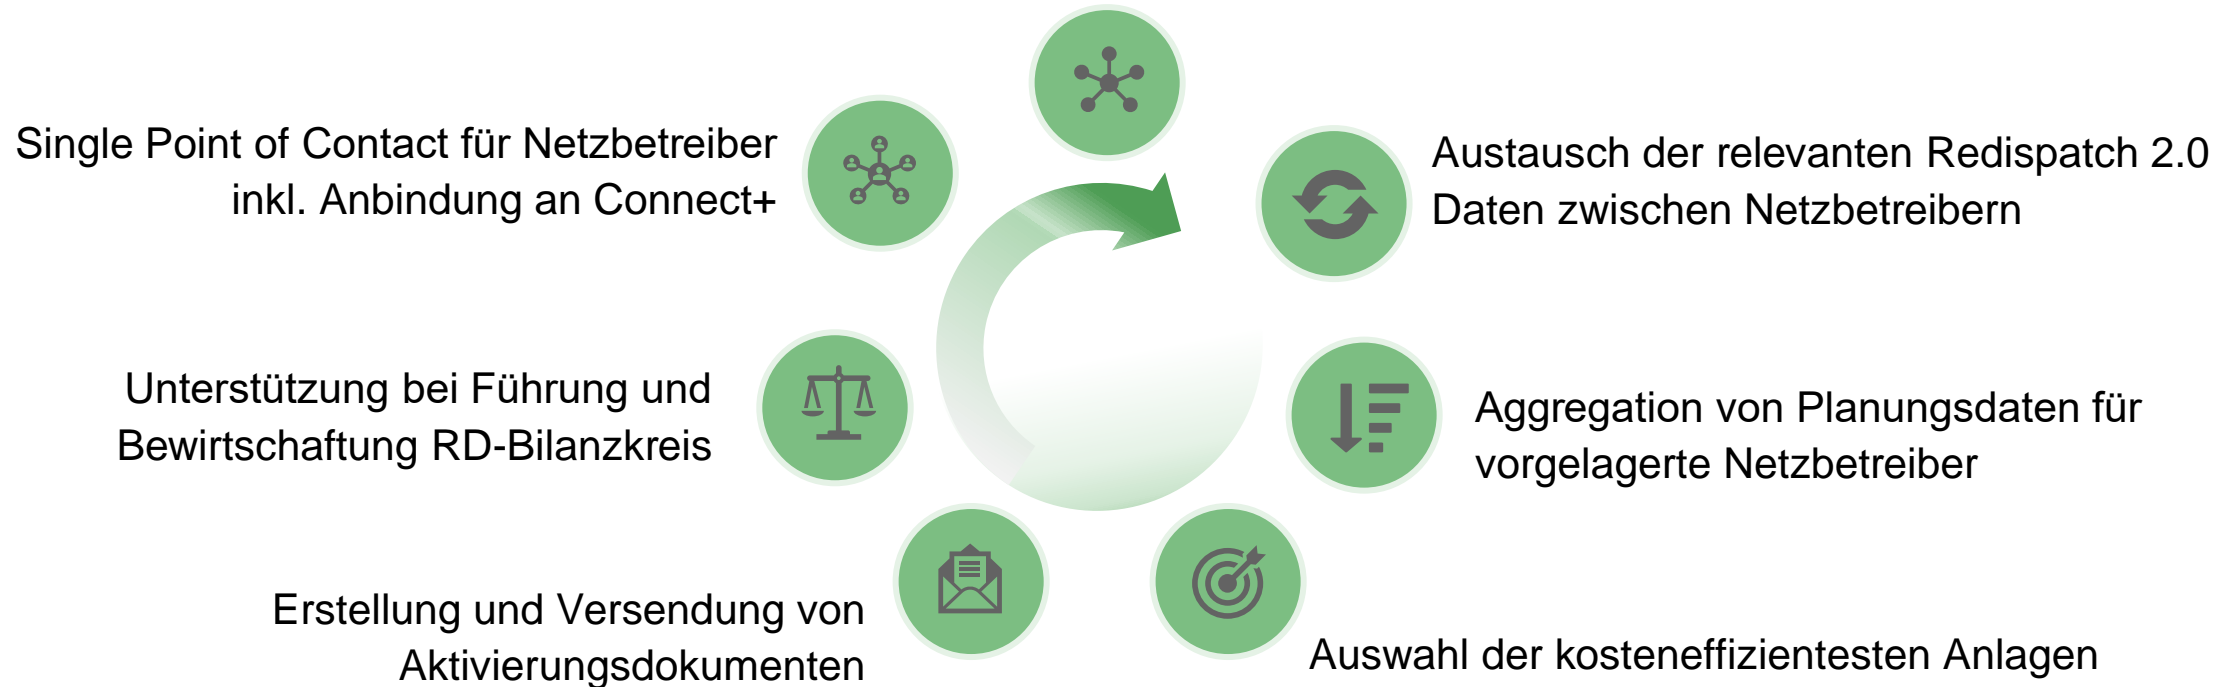 Single Point of Contact für Netzbetreiber
inkl. Anbindung an Connect+
Austausch der relevanten Redispatch 2.0
Daten zwischen Netzbetreibern
Unterstützung bei Führung und
Bewirtschaftung RD-Bilanzkreis
Aggregation von Planungsdaten für
vorgelagerte Netzbetreiber
Erstellung und Versendung von
Aktivierungsdokumenten
Auswahl der kosteneffizientesten Anlagen